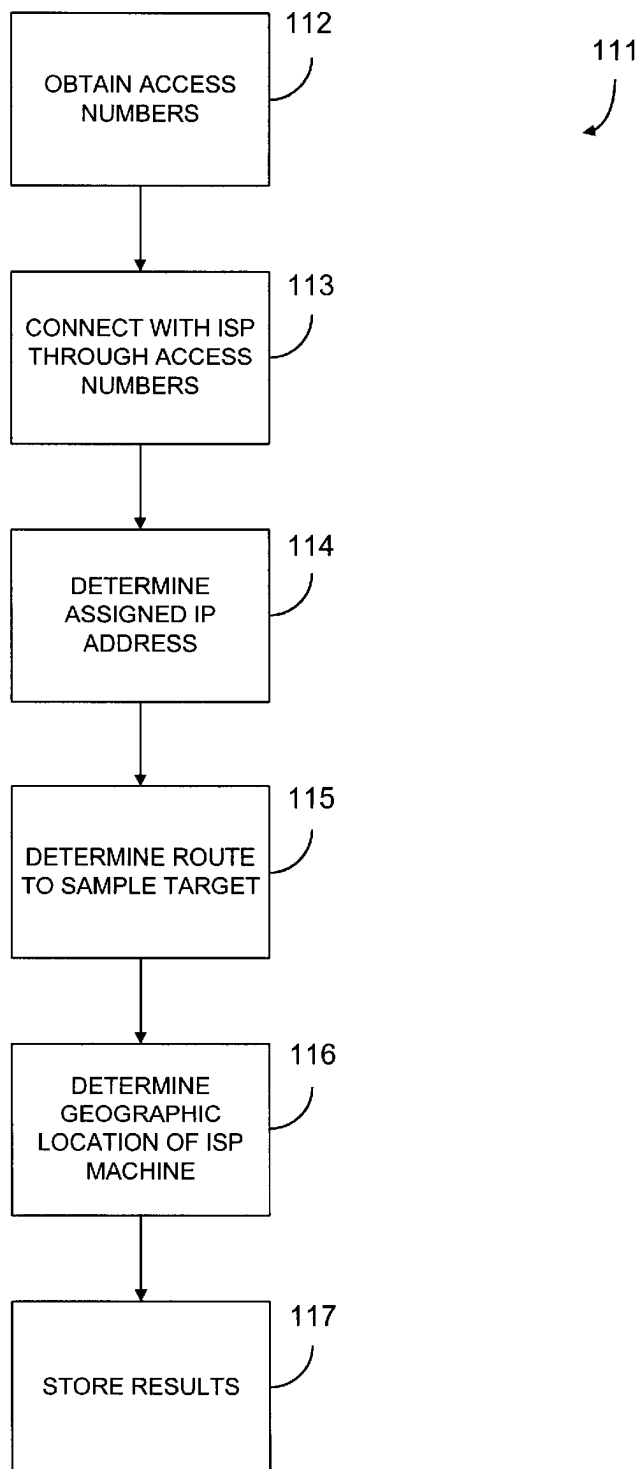 112
111
OBTAIN ACCESS
NUMBERS
113
CONNECT WITH ISP
THROUGH ACCESS
NUMBERS
114
DETERMINE
ASSIGNED IP
ADDRESS
115
DETERMINE ROUTE
TO SAMPLE TARGET
116
DETERMINE
GEOGRAPHIC
LOCATION OF ISP
MACHINE
117
STORE RESULTS